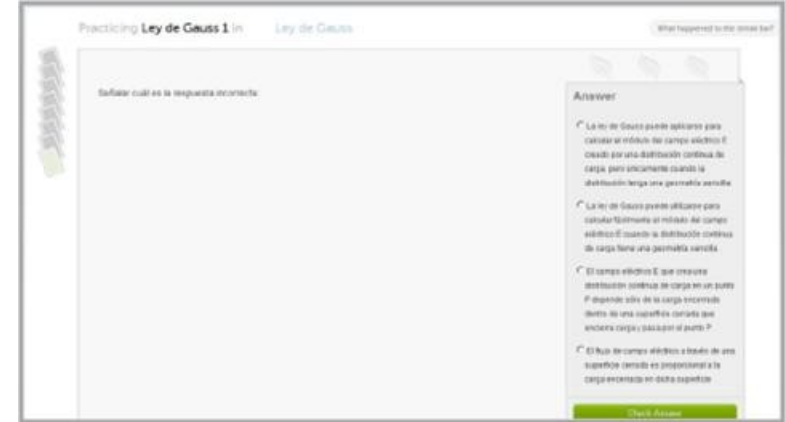 Practicing Ley de Gauss 1 in Ley de Gauss
What happened to the streak bar?
Señalar cuál es la respuesta incorrecta:
Answer
La ley de Gauss puede aplicarse para
calcular el módulo del campo eléctrico E
creado por una distribución continua de
carga, pero únicamente cuando la
distribución tenga una geometría sencilla
La ley de Gauss puede utilizarse para
calcular fácilmente el módulo del campo
eléctrico E cuando la distribución continua
de carga tiene una geometría sencilla
El campo eléctrico E que crea una
distribución continua de carga en un punto
P depende sólo de la carga encerrada
dentro de una superficie cerrada que
encierra carga y pasa por el punto P
El flujo de campo eléctrico a través de una
superficie cerrada es proporcional a la
carga encerrada en dicha superficie
Check Answer